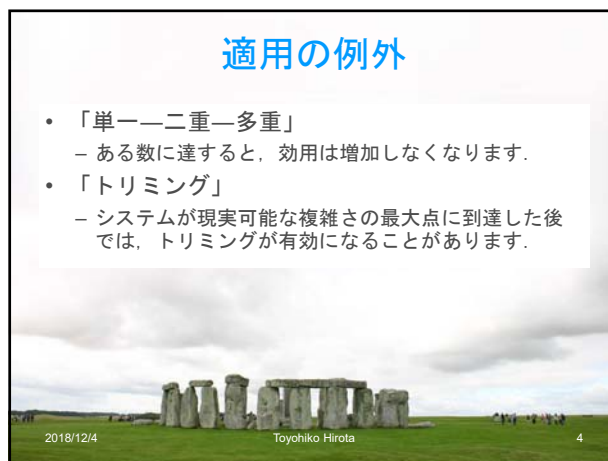 適用の例外
• 「単一―二重―多重」
– ある数に達すると，効用は増加しなくなります．
• 「トリミング」
– システムが現実可能な複雑さの最大点に到達した後
では，トリミングが有効になることがあります．
2018/12/4 Toyohiko Hirota 4